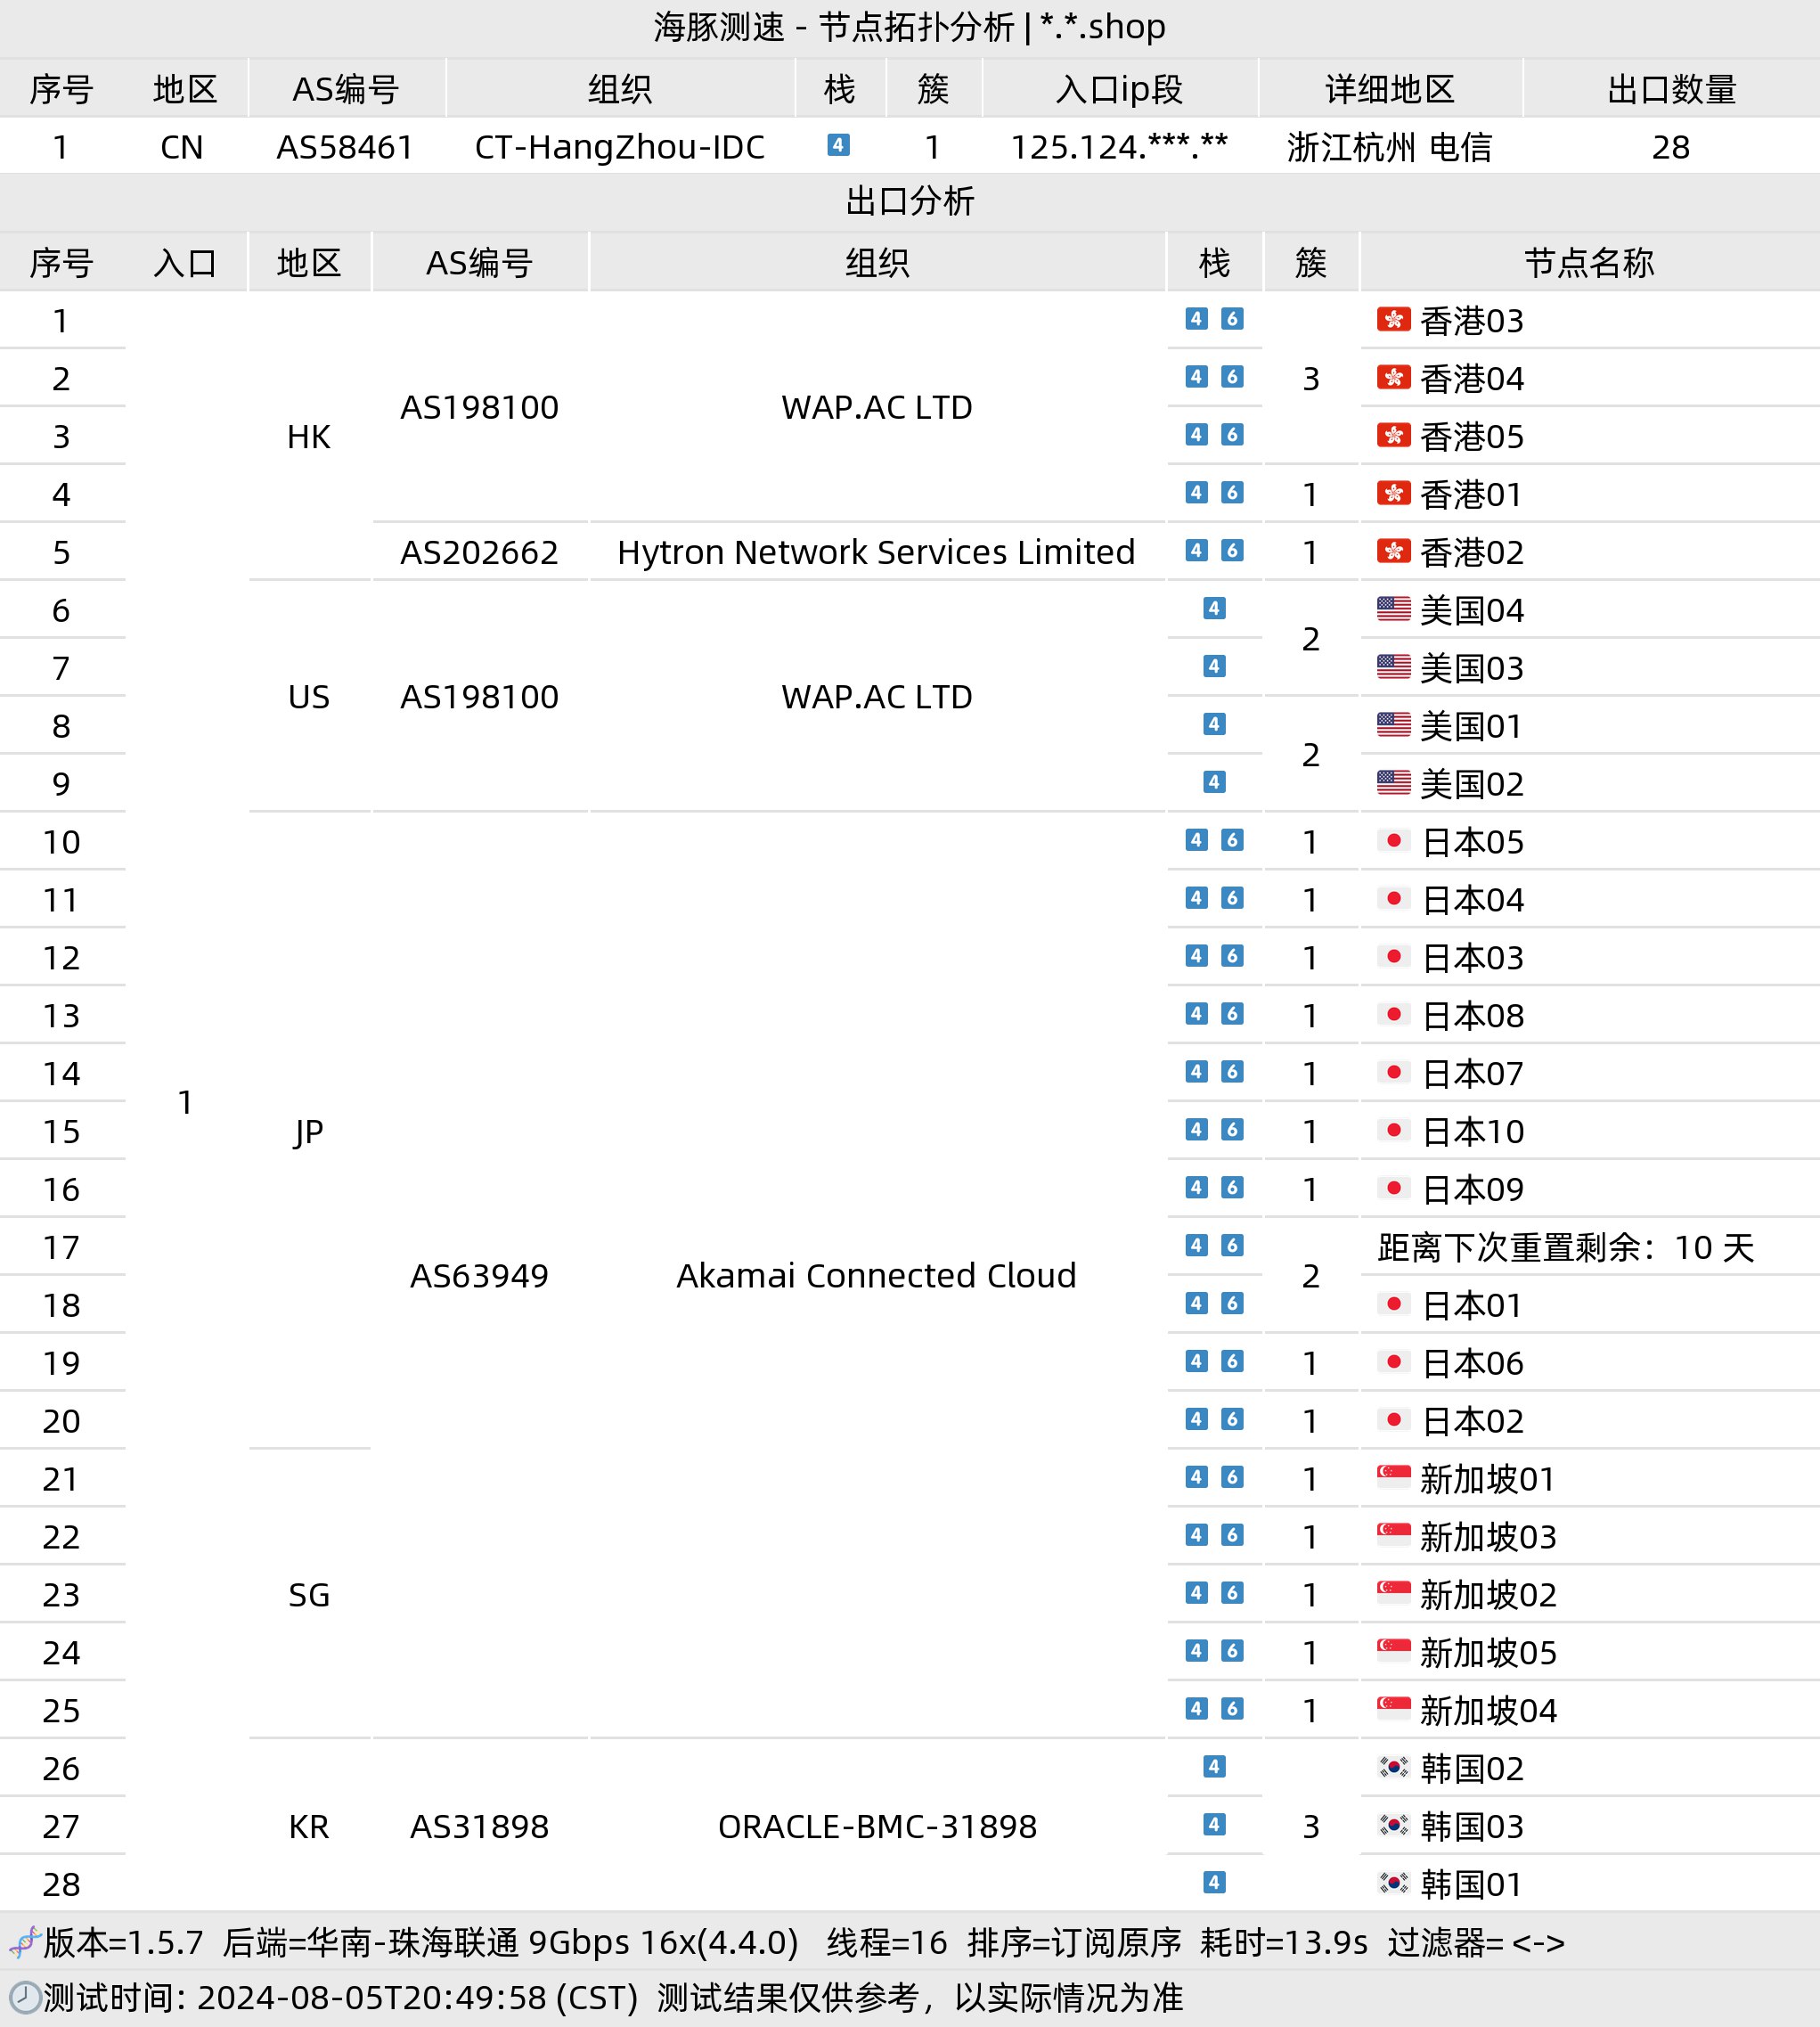 海豚测速 - 节点拓扑分析 | *.*.shop
序号 地区 AS编号 组织 栈 簇 入口ip段 详细地区 出口数量
1 CN AS58461 CT-HangZhou-IDC 4 1 125.124.***.** 浙江杭州 电信 28
出口分析
序号 入口 地区 AS编号 组织 栈 簇 节点名称
1 1 HK AS198100 WAP.AC LTD 4 6 3 香港03
2 4 6 香港04
3 4 6 香港05
4 4 6 1 香港01
5 AS202662 Hytron Network Services Limited 4 6 1 香港02
6 US AS198100 WAP.AC LTD 4 2 美国04
7 4 美国03
8 4 2 美国01
9 4 美国02
10 JP AS63949 Akamai Connected Cloud 4 6 1 日本05
11 4 6 1 日本04
12 4 6 1 日本03
13 4 6 1 日本08
14 4 6 1 日本07
15 4 6 1 日本10
16 4 6 1 日本09
17 4 6 2 距离下次重置剩余：10 天
18 4 6 日本01
19 4 6 1 日本06
20 4 6 1 日本02
21 SG 4 6 1 新加坡01
22 4 6 1 新加坡03
23 4 6 1 新加坡02
24 4 6 1 新加坡05
25 4 6 1 新加坡04
26 KR AS31898 ORACLE-BMC-31898 4 3 韩国02
27 4 韩国03
28 4 韩国01
版本=1.5.7 后端=华南-珠海联通 9Gbps 16x(4.4.0) 线程=16 排序=订阅原序 耗时=13.9s 过滤器= <->
测试时间: 2024-08-05T20:49:58 (CST) 测试结果仅供参考，以实际情况为准